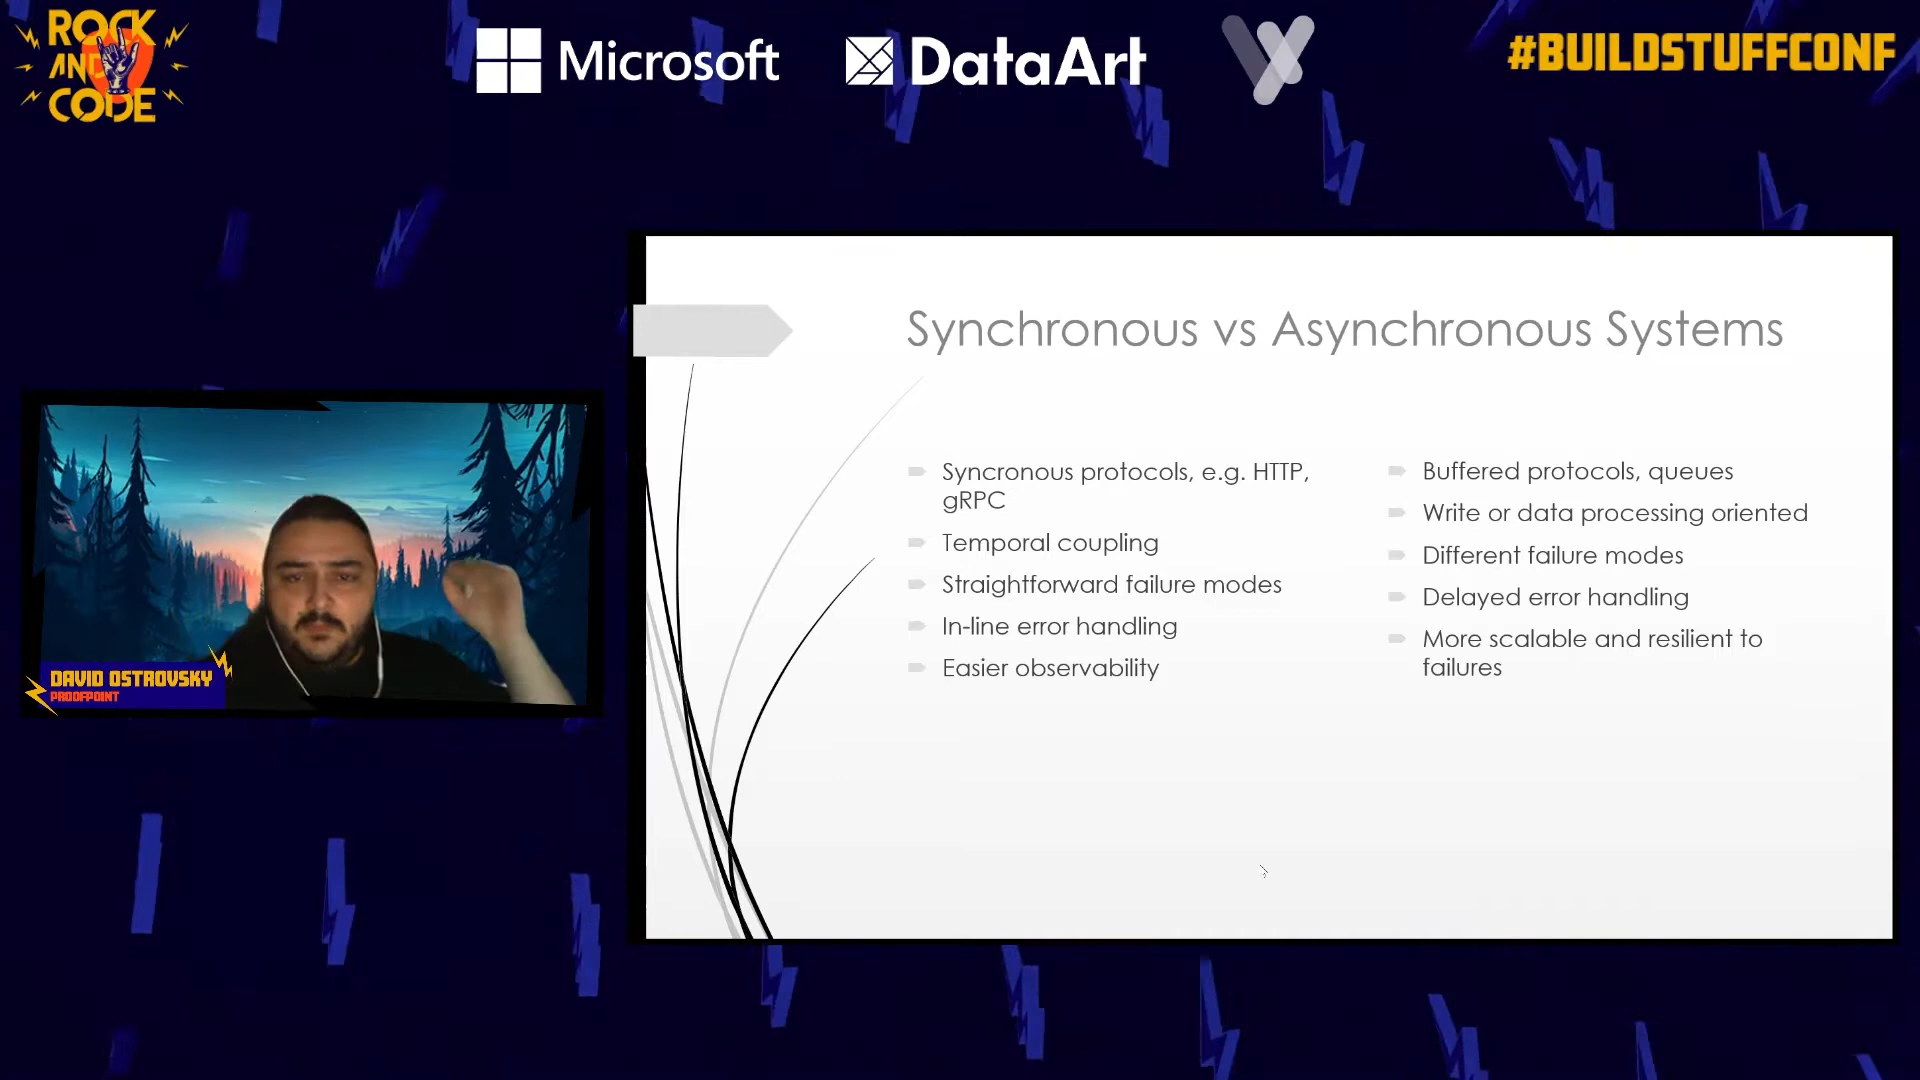 ROCK
AND
CODE
Microsoft
DataArt
#BUILDSTUFFCONF
Synchronous vs Asynchronous Systems
Syncronous protocols, e.g. HTTP,
gRPC
Temporal coupling
Straightforward failure modes
In-line error handling
Easier observability
Buffered protocols, queues
Write or data processing oriented
Different failure modes
Delayed error handling
More scalable and resilient to
failures
DAVID OSTROVSKY
PROOFPOINT